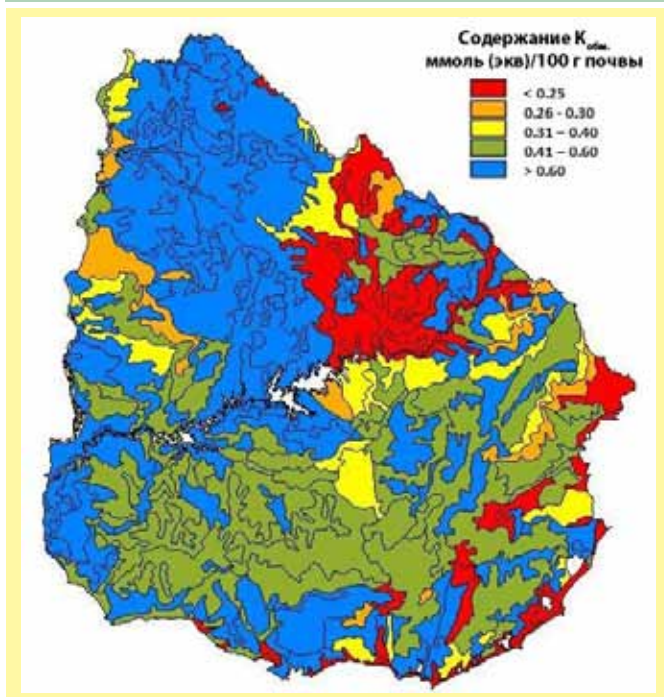 Содержание Kобм.
ммоль (экв)/100 г почвы
< 0.25
0.26 - 0.30
0.31 – 0.40
0.41 – 0.60
> 0.60